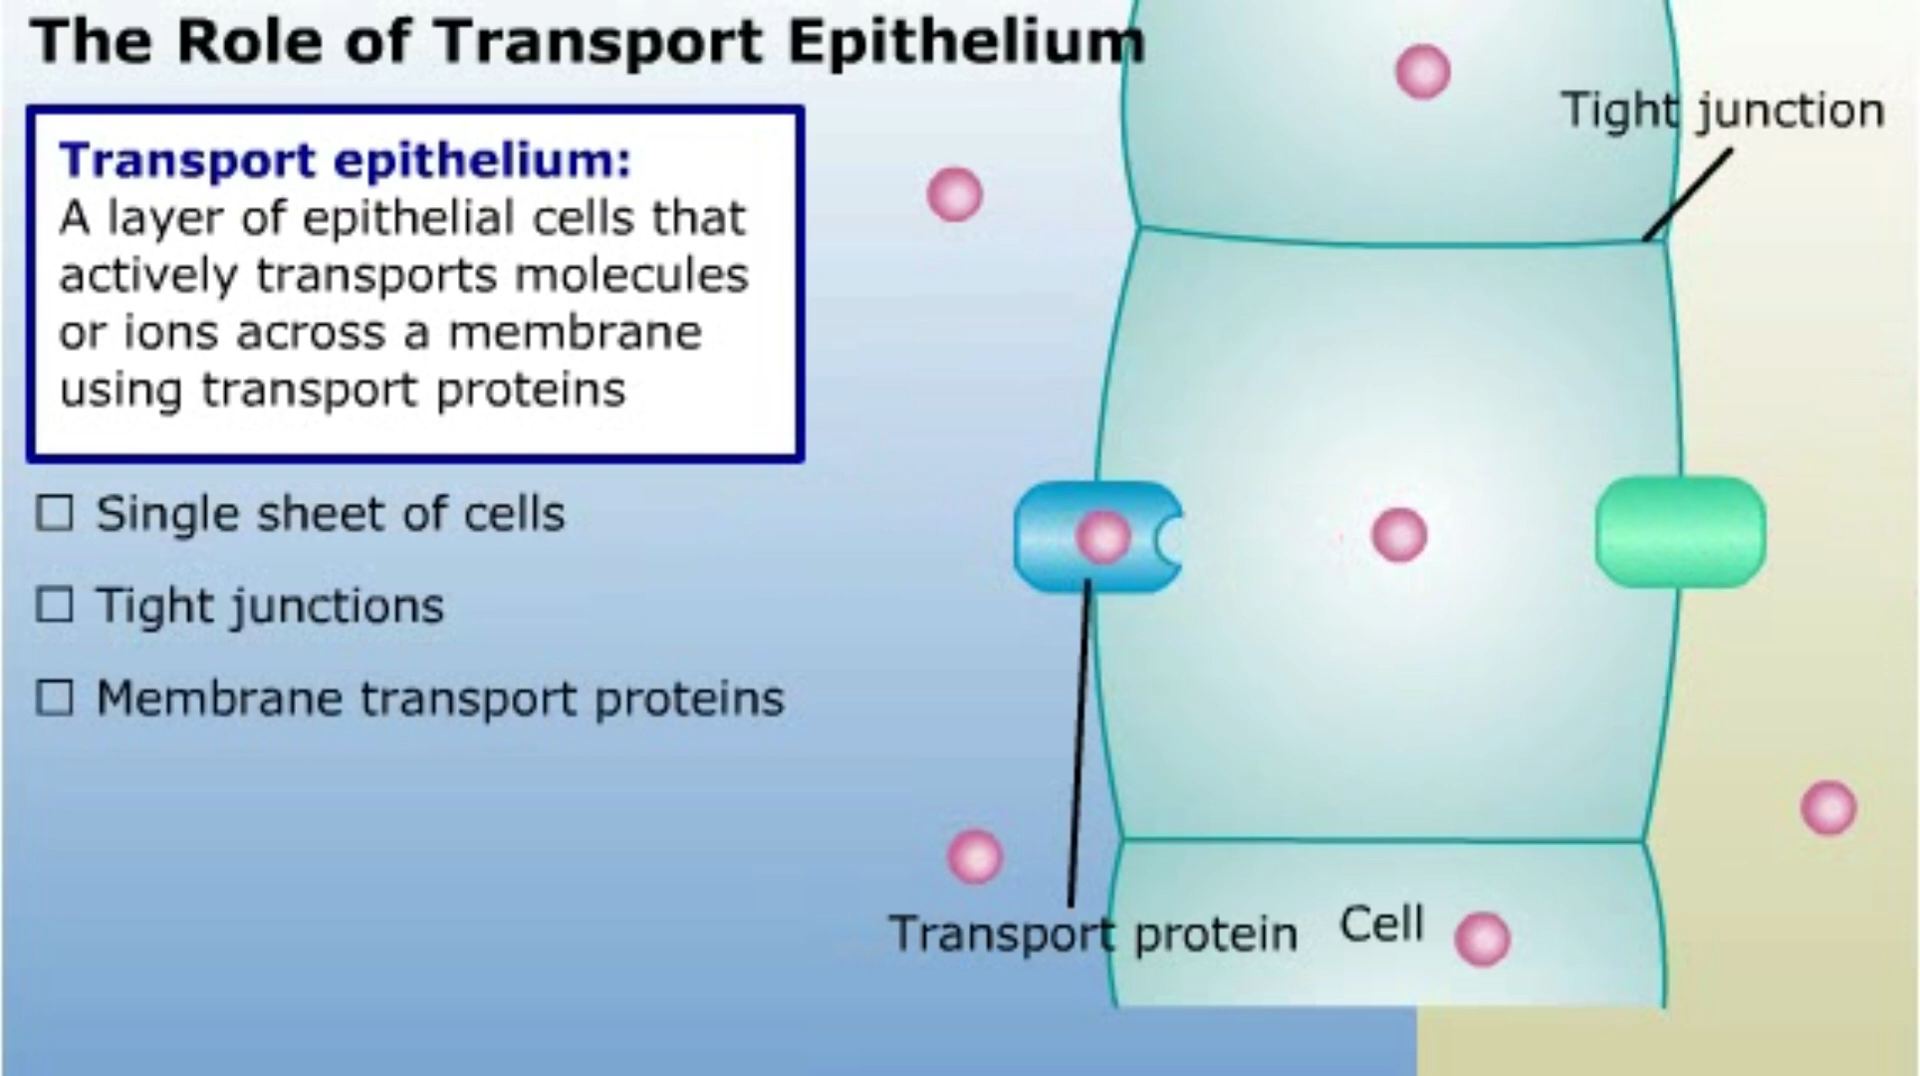 The Role of Transport Epithelium
Transport epithelium:
A layer of epithelial cells that
actively transports molecules
or ions across a membrane
using transport proteins
☐ Single sheet of cells
☐ Tight junctions
☐ Membrane transport proteins
Tight junction
Transport protein
Cell